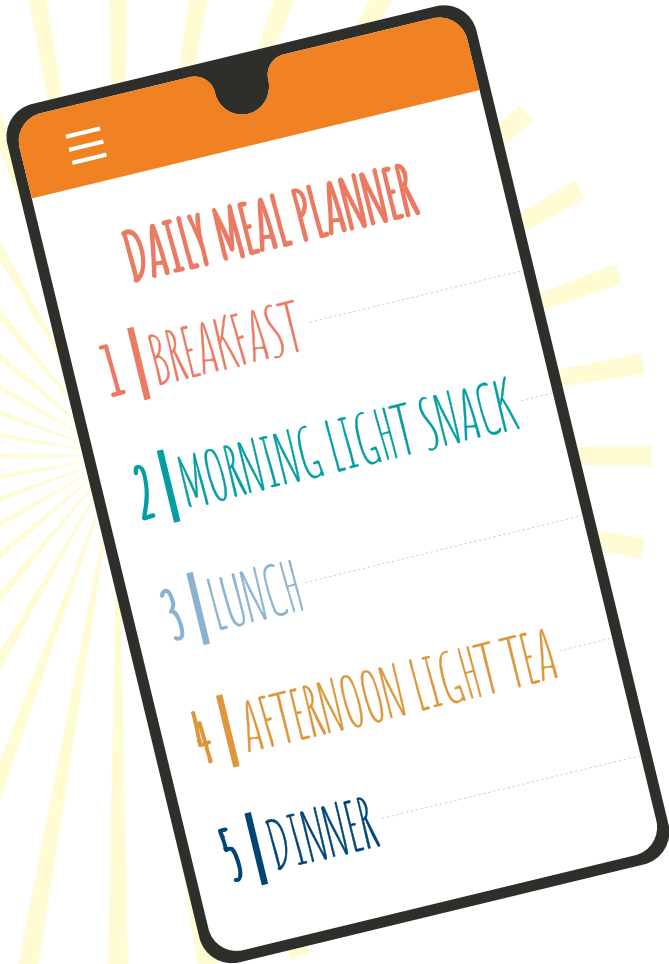 DAILY MEAL PLANNER
1 BREAKFAST
2 MORNING LIGHT SNACK
3 LUNCH
4 AFTERNOON LIGHT TEA
5 DINNER